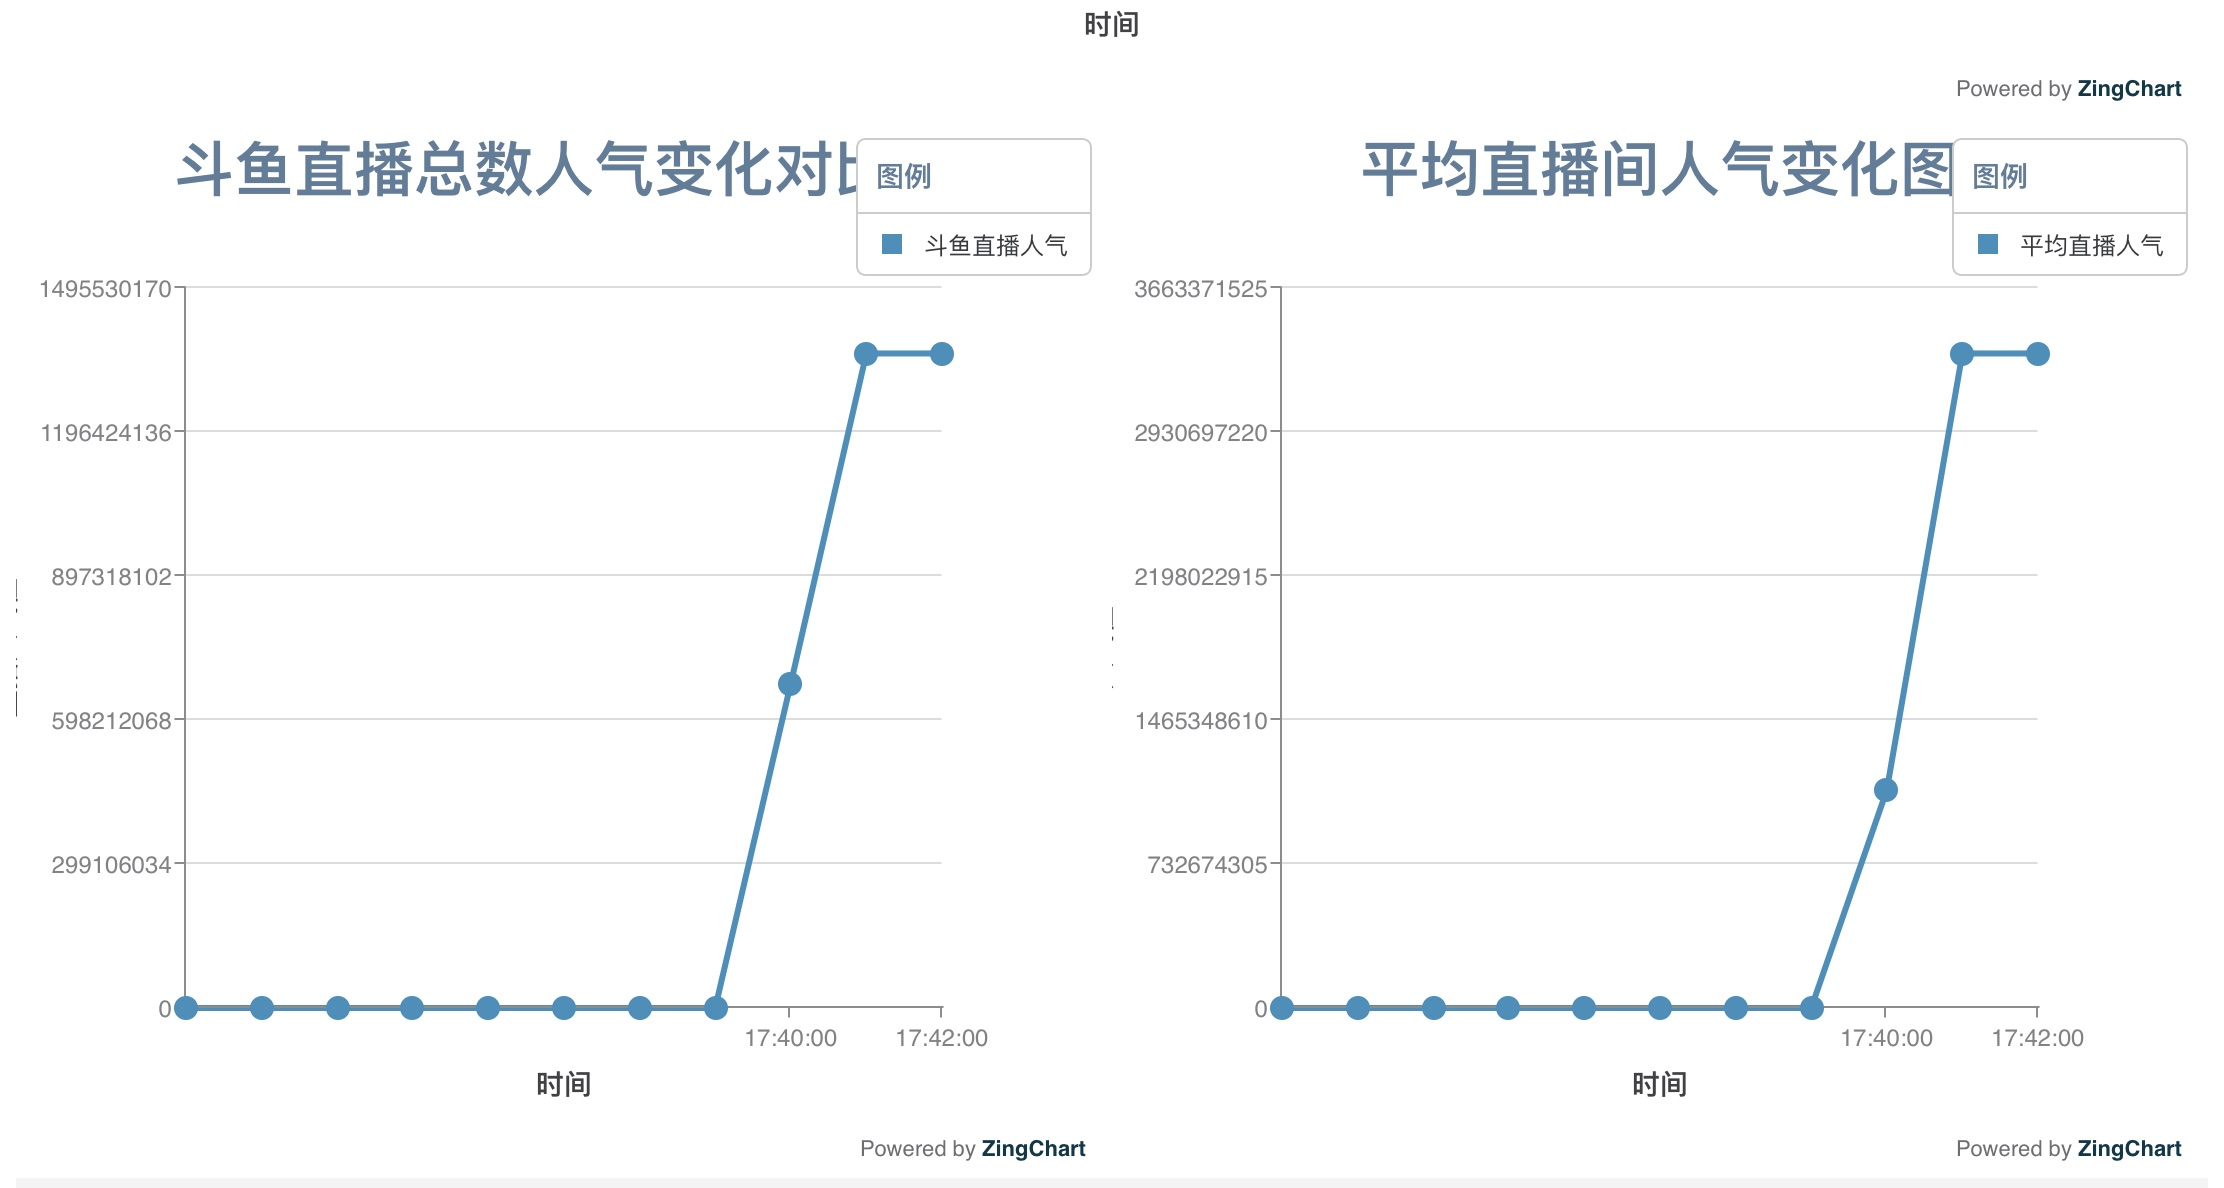 时间
Powered by ZingChart
斗鱼直播总数人气变化对
图例
斗鱼直播人气
1495530170
1196424136
897318102
598212068
299106034
0
17:40:00
17:42:00
时间
Powered by ZingChart
平均直播间人气变化图
图例
平均直播人气
3663371525
2930697220
2198022915
1465348610
732674305
0
17:40:00
17:42:00
时间
Powered by ZingChart